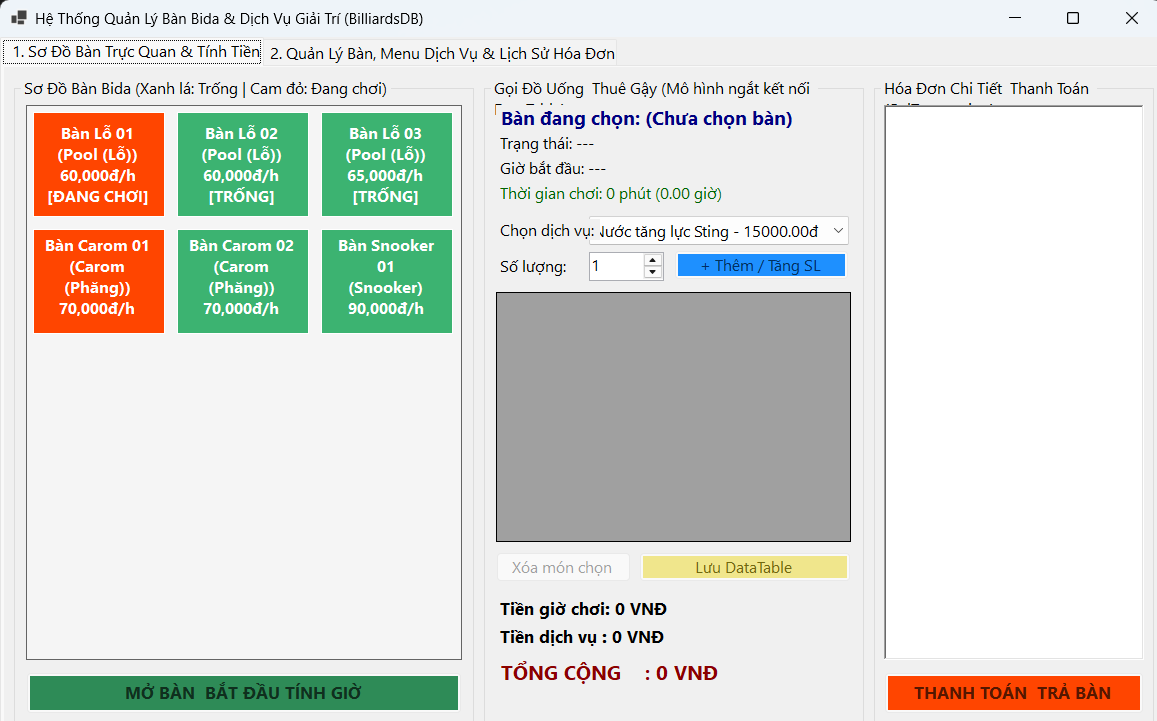 Hệ Thống Quản Lý Bàn Bida & Dịch Vụ Giải Trí (BilliardsDB)
1. Sơ Đồ Bàn Trực Quan & Tính Tiền
2. Quản Lý Bàn, Menu Dịch Vụ & Lịch Sử Hóa Đơn
Sơ Đồ Bàn Bida (Xanh lá: Trống | Cam đỏ: Đang chơi)
Bàn Lỗ 01
(Pool (Lỗ))
60,000đ/h
[ĐANG CHƠI]
Bàn Lỗ 02
(Pool (Lỗ))
60,000đ/h
[TRỐNG]
Bàn Lỗ 03
(Pool (Lỗ))
65,000đ/h
[TRỐNG]
Bàn Carom 01
(Carom
(Phăng))
70,000đ/h
Bàn Carom 02
(Carom
(Phăng))
70,000đ/h
Bàn Snooker
01
(Snooker)
90,000đ/h
MỞ BÀN BẮT ĐẦU TÍNH GIỜ
Gọi Đồ Uống Thuê Gậy (Mô hình ngắt kết nối
Bàn đang chọn: (Chưa chọn bàn)
Trạng thái: ---
Giờ bắt đầu: ---
Thời gian chơi: 0 phút (0.00 giờ)
Chọn dịch vụ: Nước tăng lực Sting - 15000.00đ
Số lượng: 1
+ Thêm / Tăng SL
Xóa món chọn
Lưu DataTable
Tiền giờ chơi: 0 VNĐ
Tiền dịch vụ : 0 VNĐ
TỔNG CỘNG : 0 VNĐ
Hóa Đơn Chi Tiết Thanh Toán
THANH TOÁN TRẢ BÀN